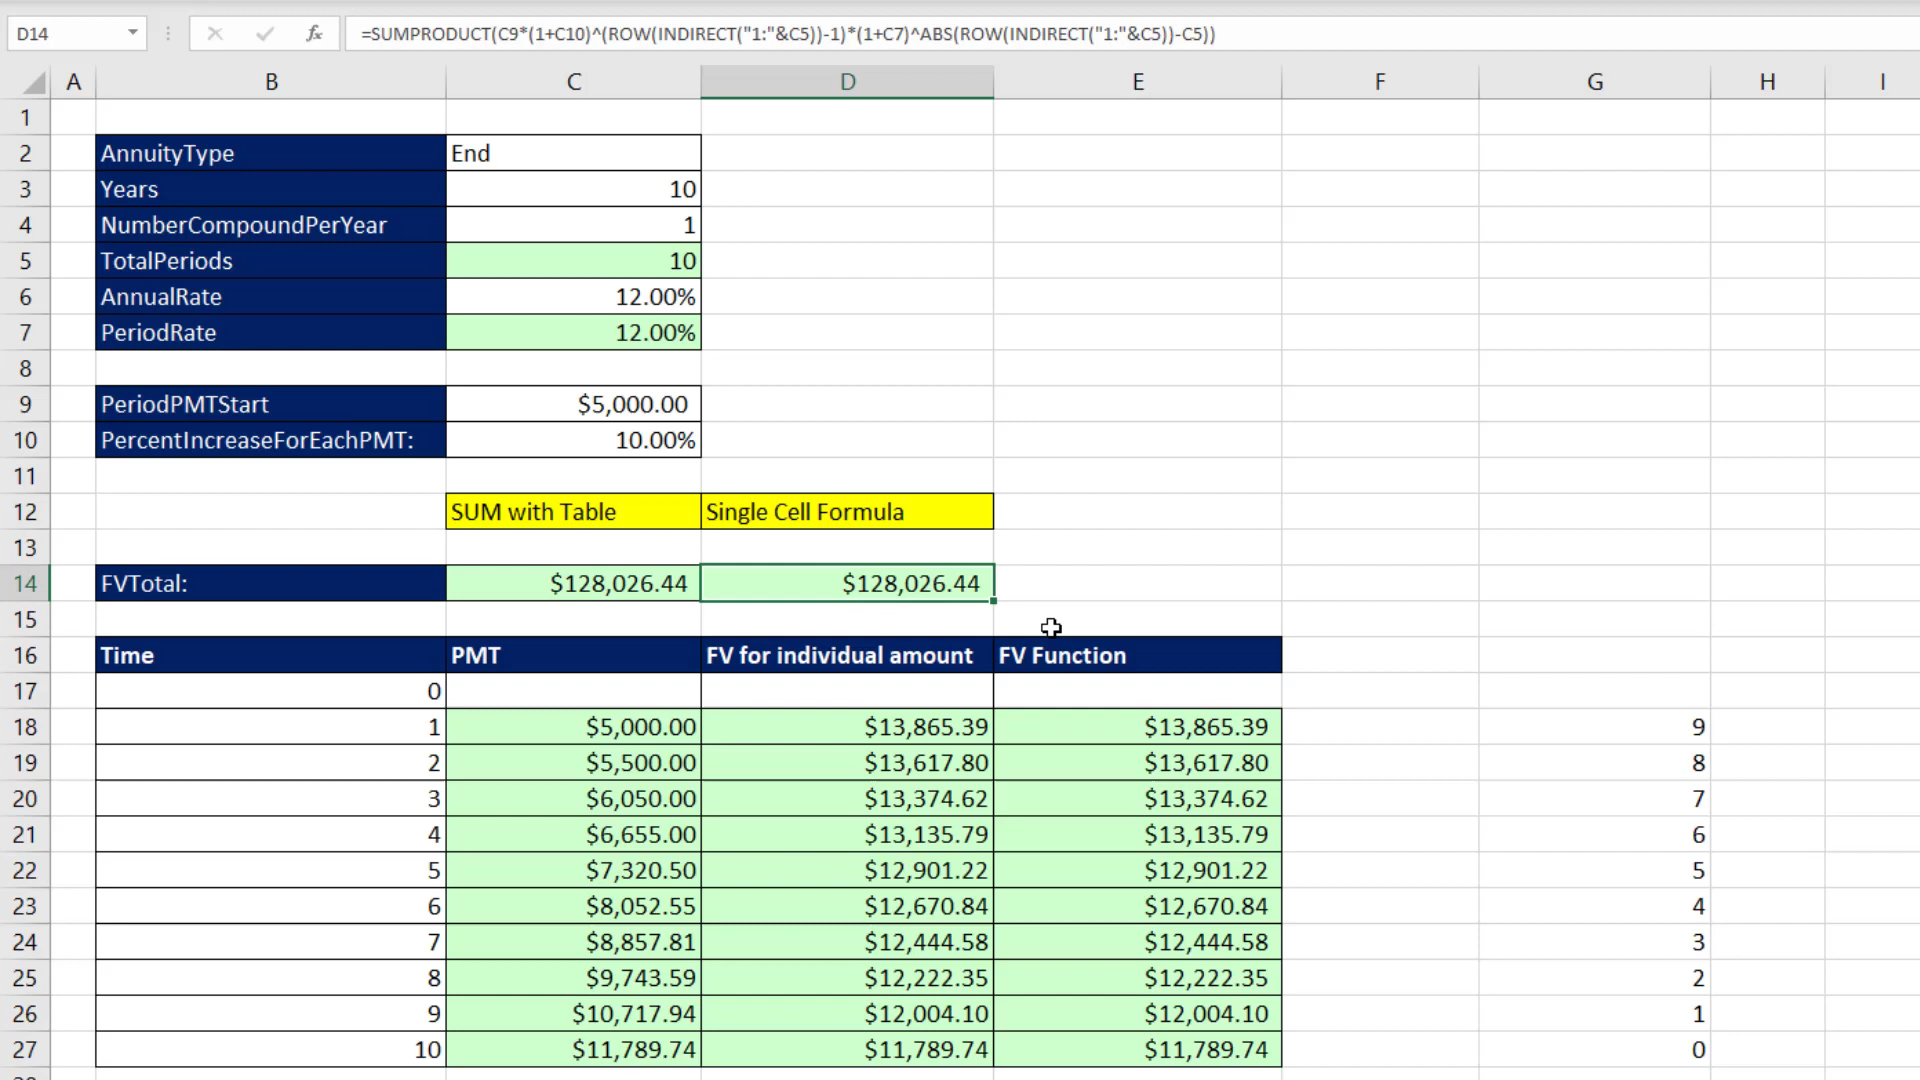 D14 fx =SUMPRODUCT(C9*(1+C10)^(ROW(INDIRECT("1:"&C5))-1)*(1+C7)^ABS(ROW(INDIRECT("1:"&C5))-C5))
A B C D E F G H I
1
2 AnnuityType End
3 Years 10
4 NumberCompoundPerYear 1
5 TotalPeriods 10
6 AnnualRate 12.00%
7 PeriodRate 12.00%
8
9 PeriodPMTStart $5,000.00
10 PercentIncreaseForEachPMT: 10.00%
11
12 SUM with Table Single Cell Formula
13
14 FVTotal: $128,026.44 $128,026.44
15
16 Time PMT FV for individual amount FV Function
17 0
18 1 $5,000.00 $13,865.39 $13,865.39 9
19 2 $5,500.00 $13,617.80 $13,617.80 8
20 3 $6,050.00 $13,374.62 $13,374.62 7
21 4 $6,655.00 $13,135.79 $13,135.79 6
22 5 $7,320.50 $12,901.22 $12,901.22 5
23 6 $8,052.55 $12,670.84 $12,670.84 4
24 7 $8,857.81 $12,444.58 $12,444.58 3
25 8 $9,743.59 $12,222.35 $12,222.35 2
26 9 $10,717.94 $12,004.10 $12,004.10 1
27 10 $11,789.74 $11,789.74 $11,789.74 0